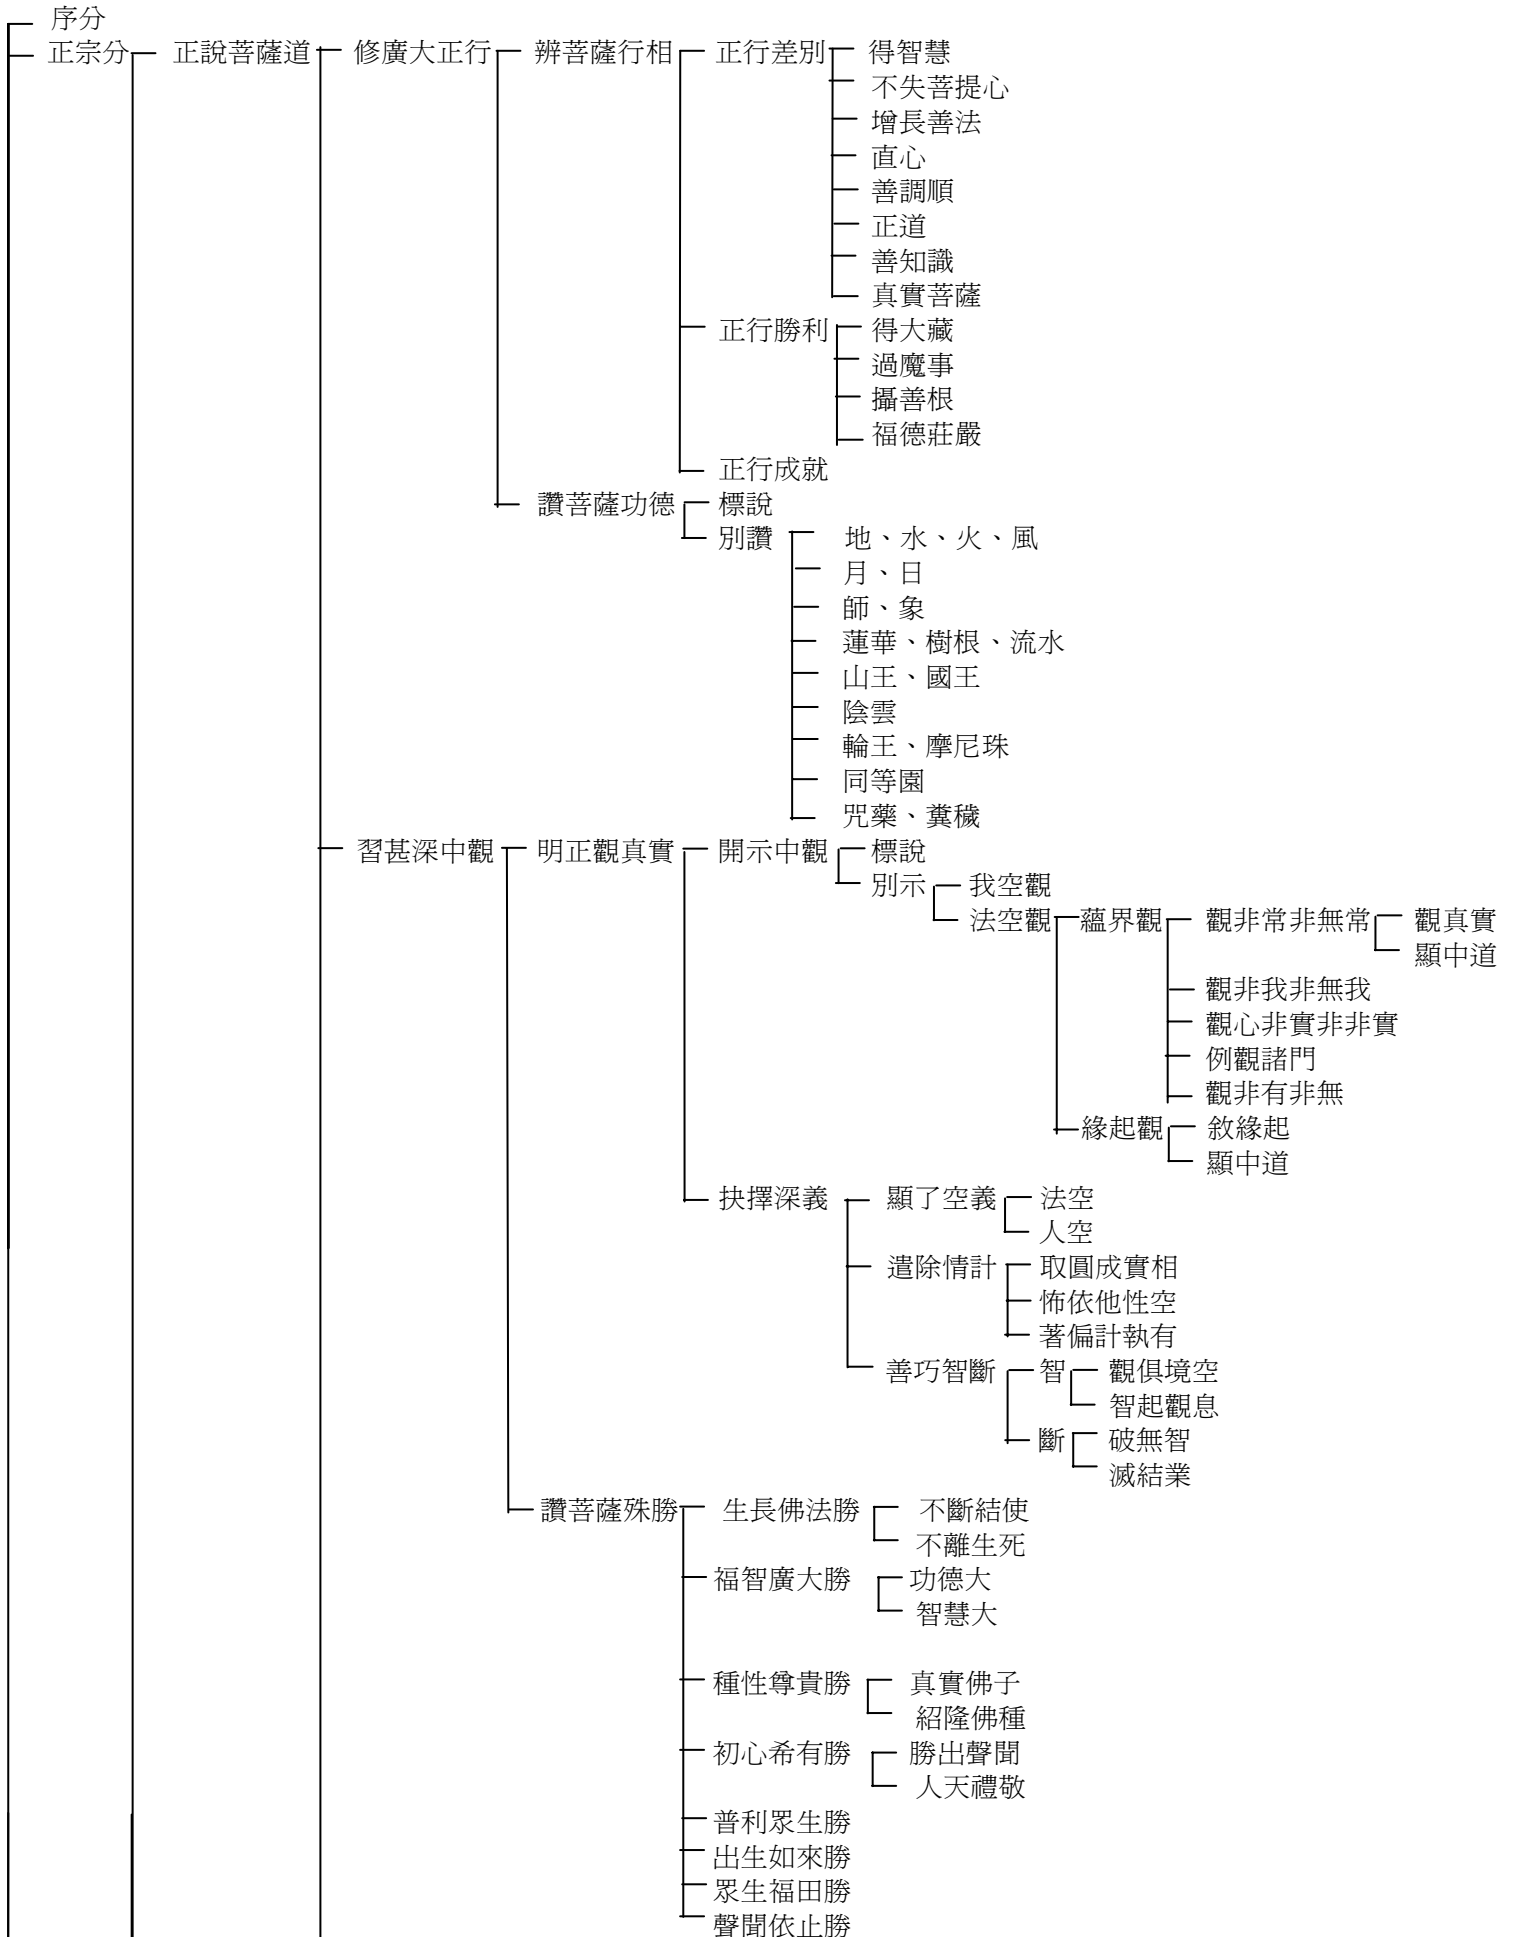 序分
正宗分 正說菩薩道 修廣大正行 辨菩薩行相 正行差別 得智慧
不失菩提心
增長善法
直心
善調順
正道
善知識
真實菩薩
正行勝利 得大藏
過魔事
攝善根
福德莊嚴
正行成就
讚菩薩功德 標說
別讚 地、水、火、風
月、日
師、象
蓮華、樹根、流水
山王、國王
陰雲
輪王、摩尼珠
同等園
咒藥、糞穢
習甚深中觀 明正觀真實 開示中觀 標說
別示 我空觀
法空觀 蘊界觀 觀非常非無常 觀真實
顯中道
觀非我非無我
觀心非實非非實
例觀諸門
觀非有非無
緣起觀 敘緣起
顯中道
抉擇深義 顯了空義 法空
人空
遣除情計 取圓成實相
怖依他性空
著偏計執有
善巧智斷 智 觀俱境空
智起觀息
斷 破無智
滅結業
讚菩薩殊勝 生長佛法勝 不斷結使
不離生死
福智廣大勝 功德大
智慧大
種性尊貴勝 真實佛子
紹隆佛種
初心希有勝 勝出聲聞
人天禮敬
普利眾生勝
出生如來勝
眾生福田勝
聲聞依止勝